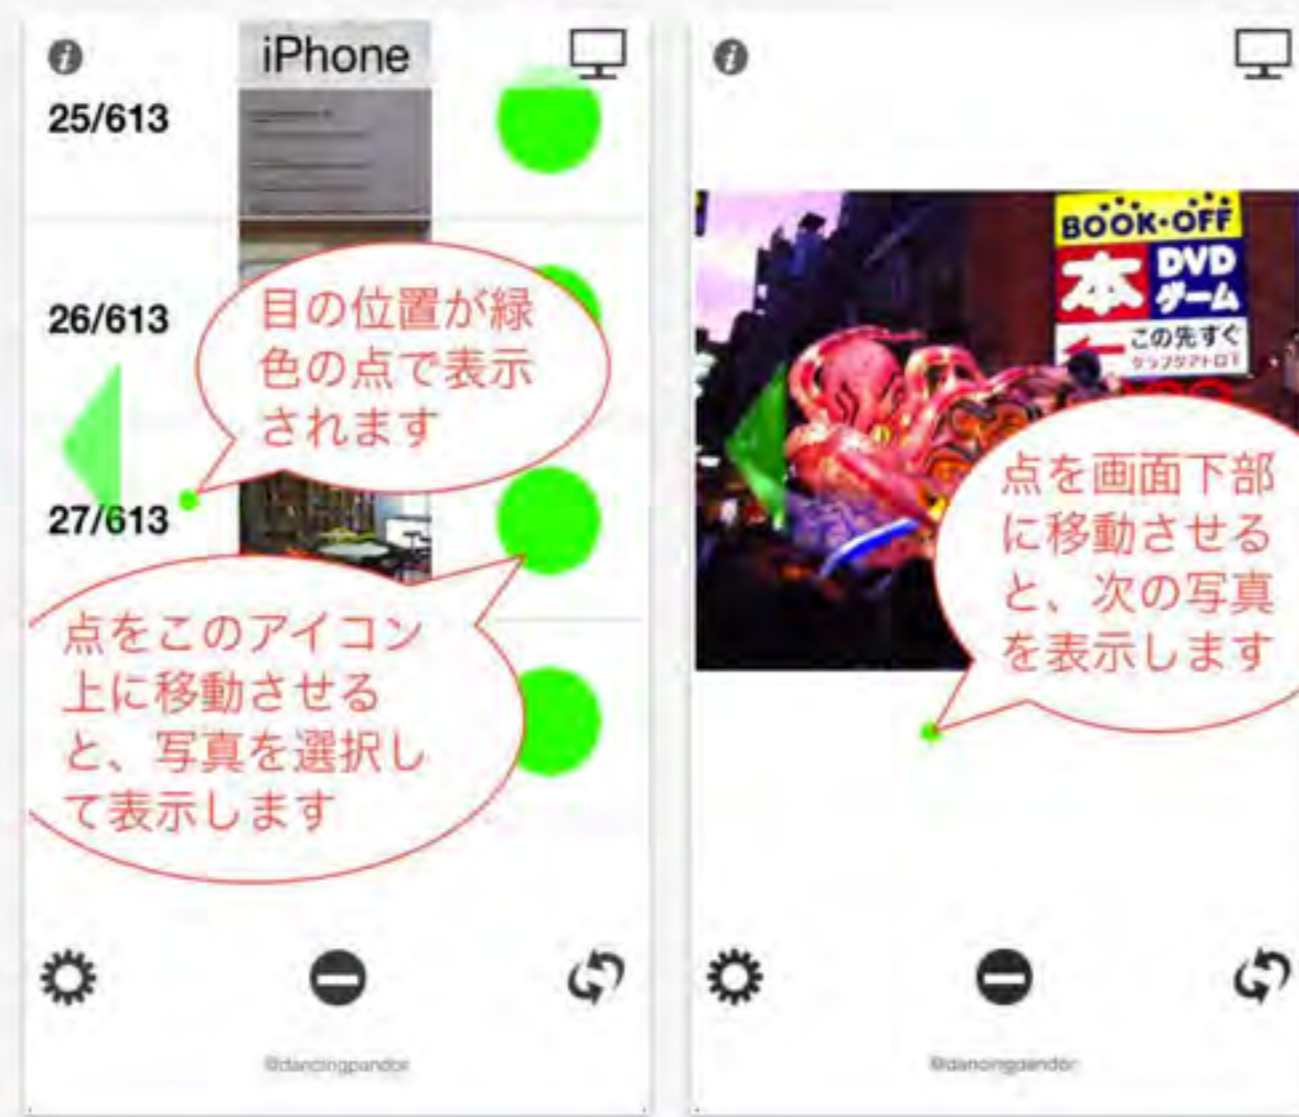 iPhone
25/613
26/613
27/613
目の位置が緑
色の点で表示
されます
点をこのアイコン
上に移動させる
と、写真を選択し
て表示します
@dancingpandor
BOOK・OFF
本
DVD
ゲーム
この先すぐ
点を画面下部
に移動させる
と、次の写真
を表示します
@dancingpandor